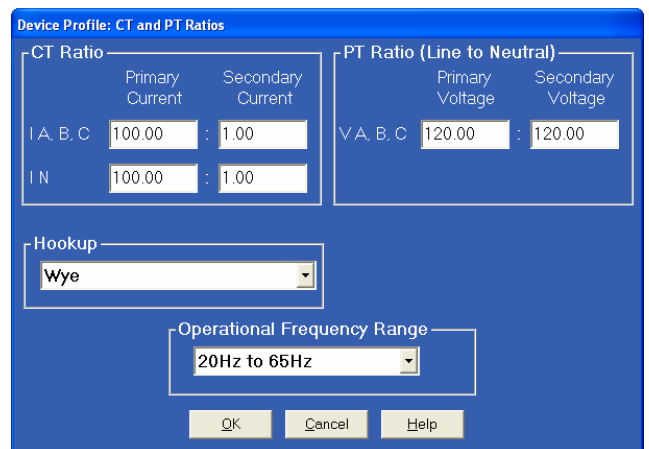 Device Profile: CT and PT Ratios
CT Ratio
Primary Current
Secondary Current
I A, B, C 100.00 : 1.00
I N 100.00 : 1.00
PT Ratio (Line to Neutral)
Primary Voltage
Secondary Voltage
V A, B, C 120.00 : 120.00
Hookup
Wye
Operational Frequency Range
20Hz to 65Hz
OK Cancel Help